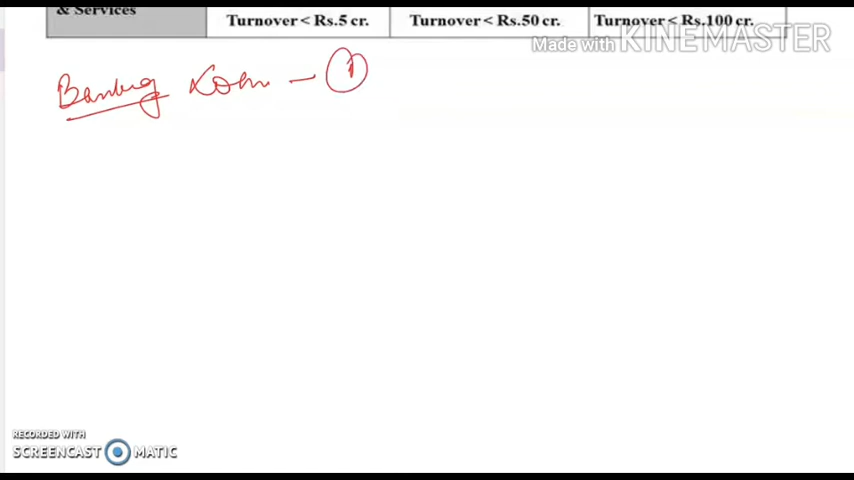 & Services
Turnover < Rs.5 cr. Turnover < Rs.50 cr. Turnover < Rs.100 cr.
Made with KINEMASTER
Banking Loan - 1
RECORDED WITH
SCREENCAST MATIC